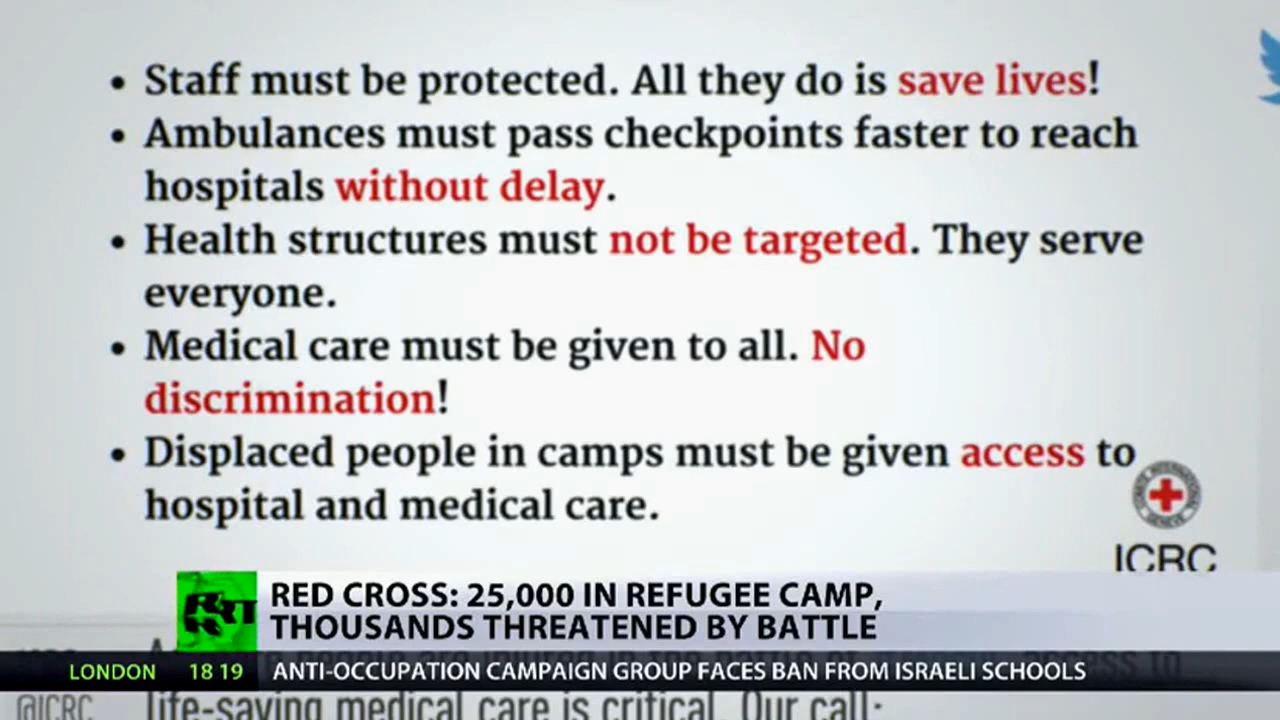 • Staff must be protected. All they do is save lives!
• Ambulances must pass checkpoints faster to reach
hospitals without delay.
• Health structures must not be targeted. They serve
everyone.
• Medical care must be given to all. No
discrimination!
• Displaced people in camps must be given access to
hospital and medical care.
ICRC
RT
RED CROSS: 25,000 IN REFUGEE CAMP,
THOUSANDS THREATENED BY BATTLE
LONDON 18 19 ANTI-OCCUPATION CAMPAIGN GROUP FACES BAN FROM ISRAELI SCHOOLS
@ICRC life-saving medical care is critical. Our call: